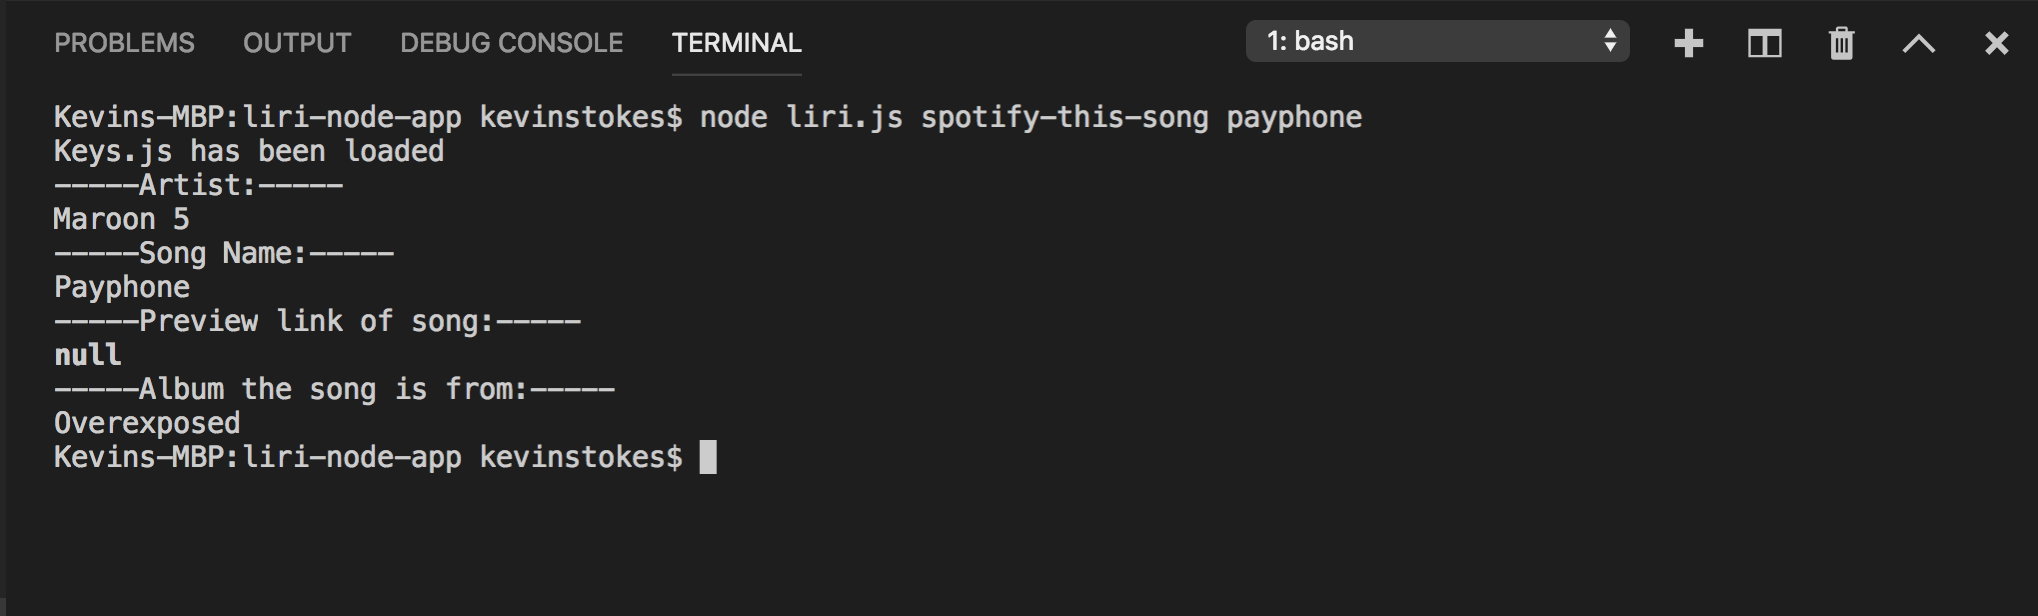 PROBLEMS OUTPUT DEBUG CONSOLE TERMINAL 1: bash
Kevins-MBP:liri-node-app kevinstokes$ node liri.js spotify-this-song payphone
Keys.js has been loaded
-----Artist:-----
Maroon 5
-----Song Name:-----
Payphone
-----Preview link of song:-----
null
-----Album the song is from:-----
Overexposed
Kevins-MBP:liri-node-app kevinstokes$